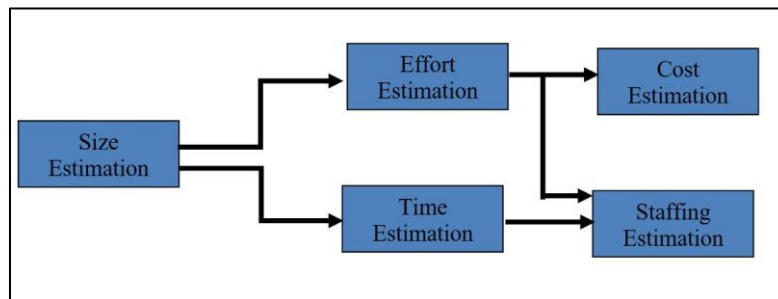 Size
Estimation
Effort
Estimation
Cost
Estimation
Time
Estimation
Staffing
Estimation